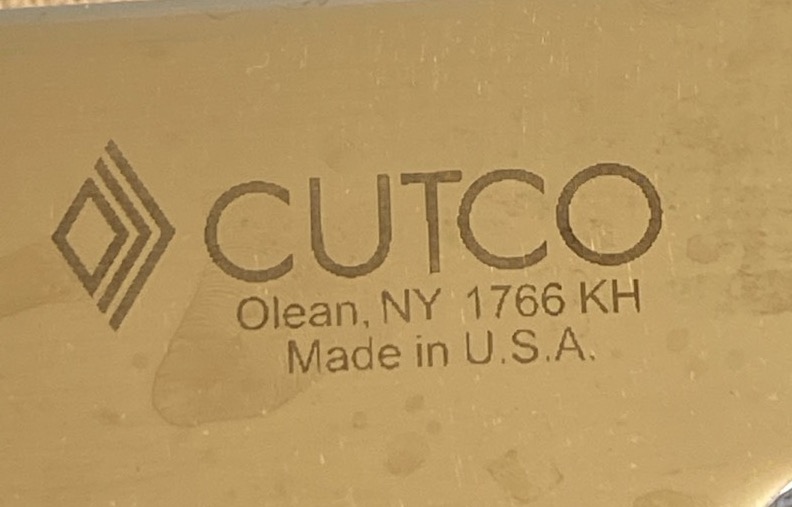 CUTCO
Olean, NY 1766 KH
Made in U.S.A.